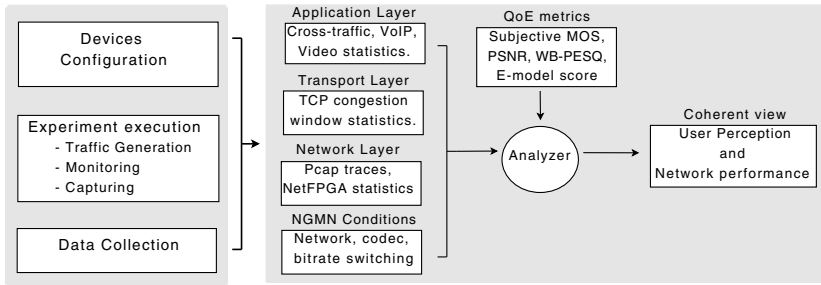 Devices
Configuration
Experiment execution
- Traffic Generation
- Monitoring
- Capturing
Data Collection
Application Layer
Cross-traffic, VoIP,
Video statistics.
Transport Layer
TCP congestion
window statistics.
Network Layer
Pcap traces,
NetFPGA statistics
NGMN Conditions
Network, codec,
bitrate switching
QoE metrics
Subjective MOS,
PSNR, WB-PESQ,
E-model score
Analyzer
Coherent view
User Perception
and
Network performance